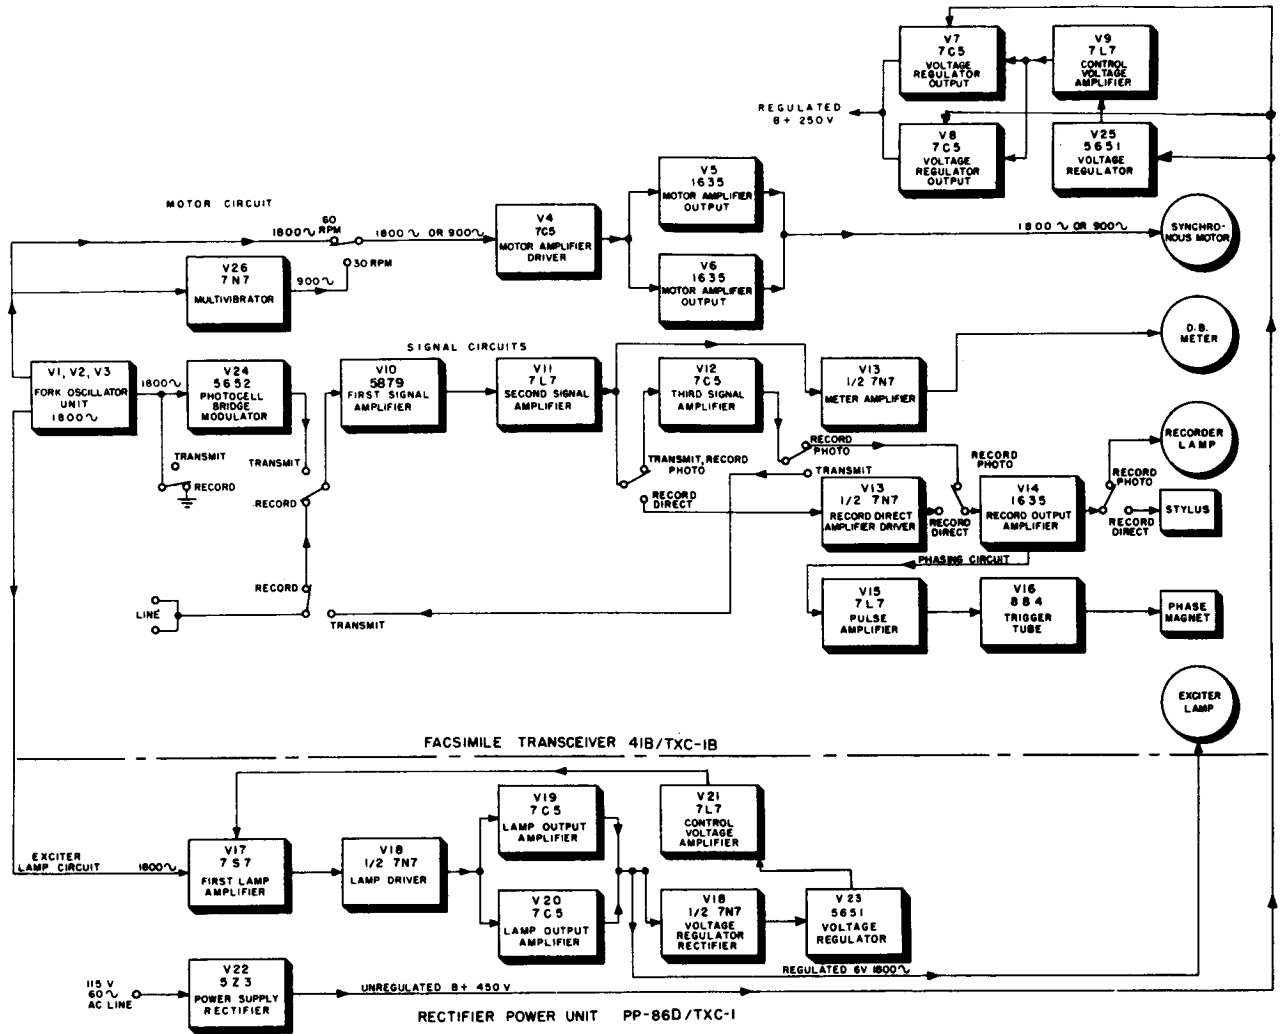 V7
7C5
VOLTAGE
REGULATOR
OUTPUT
V9
7L7
CONTROL
VOLTAGE
AMPLIFIER
REGULATED
B+ 250V
V8
7C5
VOLTAGE
REGULATOR
OUTPUT
V25
5651
VOLTAGE
REGULATOR
MOTOR CIRCUIT
1800~
60
RPM
1800~ OR 900~
V4
7C5
MOTOR AMPLIFIER
DRIVER
V5
1635
MOTOR AMPLIFIER
OUTPUT
V6
1635
MOTOR AMPLIFIER
OUTPUT
1800~ OR 900~
SYNCHRO-
NOUS MOTOR
V26
7N7
MULTIVIBRATOR
900~
30 RPM
SIGNAL CIRCUITS
D.B.
METER
V1, V2, V3
FORK OSCILLATOR
UNIT
1800~
1800~
V24
5652
PHOTOCELL
BRIDGE
MODULATOR
V10
5879
FIRST SIGNAL
AMPLIFIER
V11
7L7
SECOND SIGNAL
AMPLIFIER
V12
7C5
THIRD SIGNAL
AMPLIFIER
V13
1/2 7N7
METER AMPLIFIER
RECORDER
LAMP
TRANSMIT
RECORD
TRANSMIT
RECORD
TRANSMIT, RECORD
PHOTO
RECORD
DIRECT
RECORD
PHOTO
TRANSMIT
V13
1/2 7N7
RECORD DIRECT
AMPLIFIER DRIVER
RECORD
PHOTO
RECORD
DIRECT
V14
1635
RECORD OUTPUT
AMPLIFIER
RECORD
PHOTO
RECORD
DIRECT
STYLUS
PHASING CIRCUIT
RECORD
LINE
TRANSMIT
V15
7L7
PULSE
AMPLIFIER
V16
884
TRIGGER
TUBE
PHASE
MAGNET
EXCITER
LAMP
FACSIMILE TRANSCEIVER 41B/TXC-1B
EXCITER
LAMP CIRCUIT
1800~
V17
7S7
FIRST LAMP
AMPLIFIER
V18
1/2 7N7
LAMP DRIVER
V19
7C5
LAMP OUTPUT
AMPLIFIER
V20
7C5
LAMP OUTPUT
AMPLIFIER
V21
7L7
CONTROL
VOLTAGE
AMPLIFIER
V18
1/2 7N7
VOLTAGE
REGULATOR
RECTIFIER
V23
5651
VOLTAGE
REGULATOR
REGULATED 6V 1800~
115 V
60~
AC LINE
V22
5Z3
POWER SUPPLY
RECTIFIER
UNREGULATED B+ 450V
RECTIFIER POWER UNIT PP-86D/TXC-1